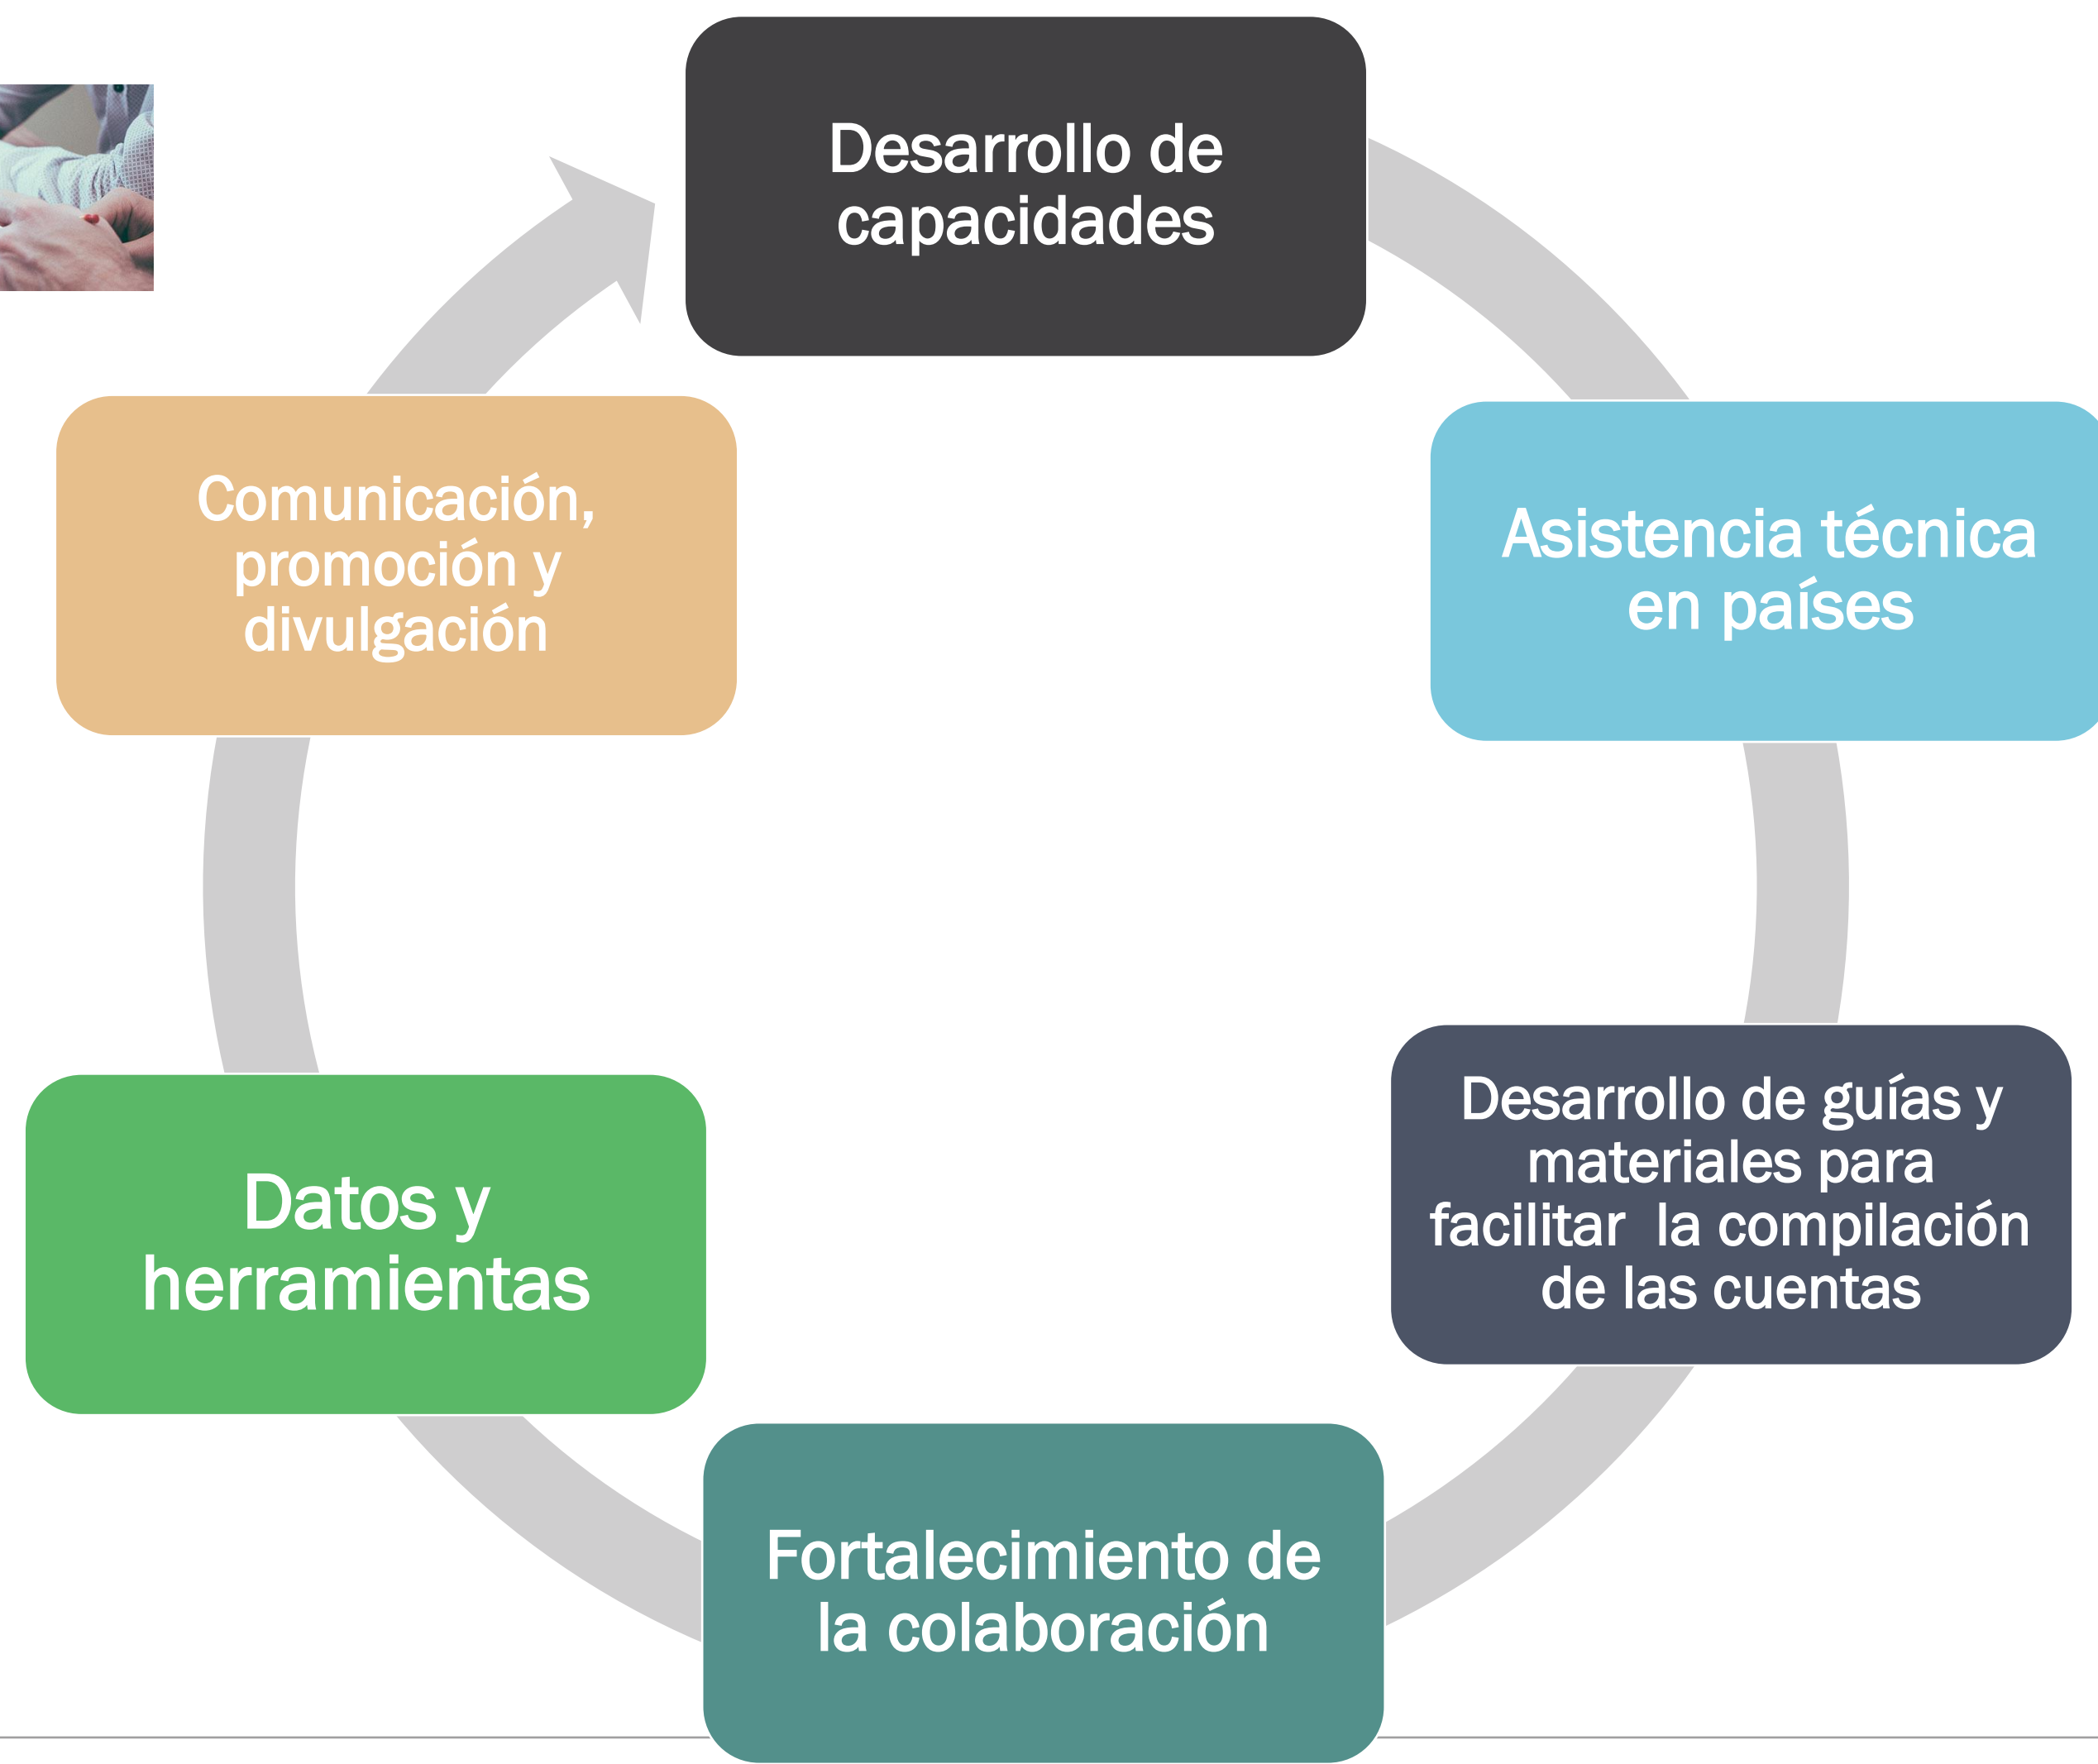 Desarrollo de
capacidades
Asistencia técnica
en países
Desarrollo de guías y
materiales para
facilitar  la compilación
de las cuentas
Fortalecimiento de
la colaboración
Datos y
herramientas
Comunicación,
promoción y
divulgación